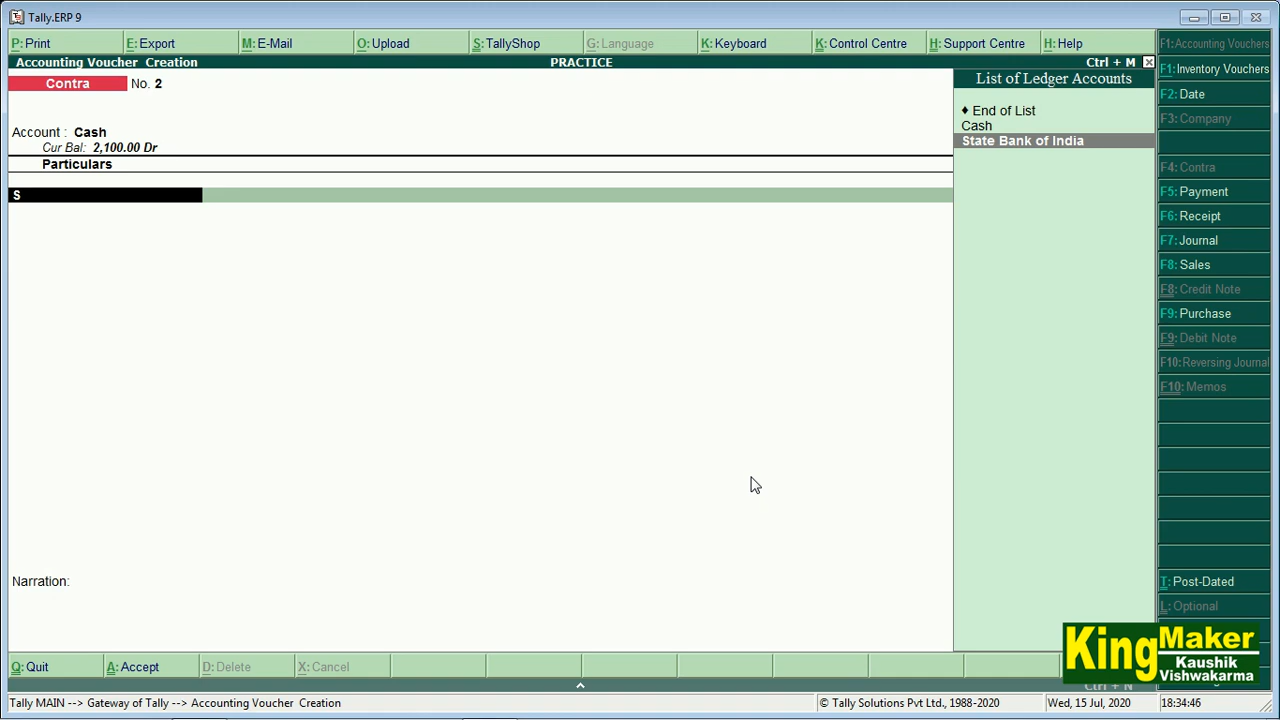 Tally.ERP 9
P: Print E: Export M: E-Mail O: Upload S: TallyShop G: Language K: Keyboard K: Control Centre H: Support Centre H: Help
Accounting Voucher Creation PRACTICE Ctrl + M
Contra No. 2
Account : Cash
Cur Bal: 2,100.00 Dr
Particulars
S
Narration:
List of Ledger Accounts
♦ End of List
Cash
State Bank of India
F1: Accounting Vouchers
F1: Inventory Vouchers
F2: Date
F3: Company
F4: Contra
F5: Payment
F6: Receipt
F7: Journal
F8: Sales
F8: Credit Note
F9: Purchase
F9: Debit Note
F10: Reversing Journal
F10: Memos
T: Post-Dated
L: Optional
KingMaker
Kaushik
Vishwakarma
Q: Quit A: Accept D: Delete X: Cancel
Ctrl + N
Tally MAIN --> Gateway of Tally --> Accounting Voucher Creation © Tally Solutions Pvt Ltd., 1988-2020 Wed, 15 Jul, 2020 18:34:46